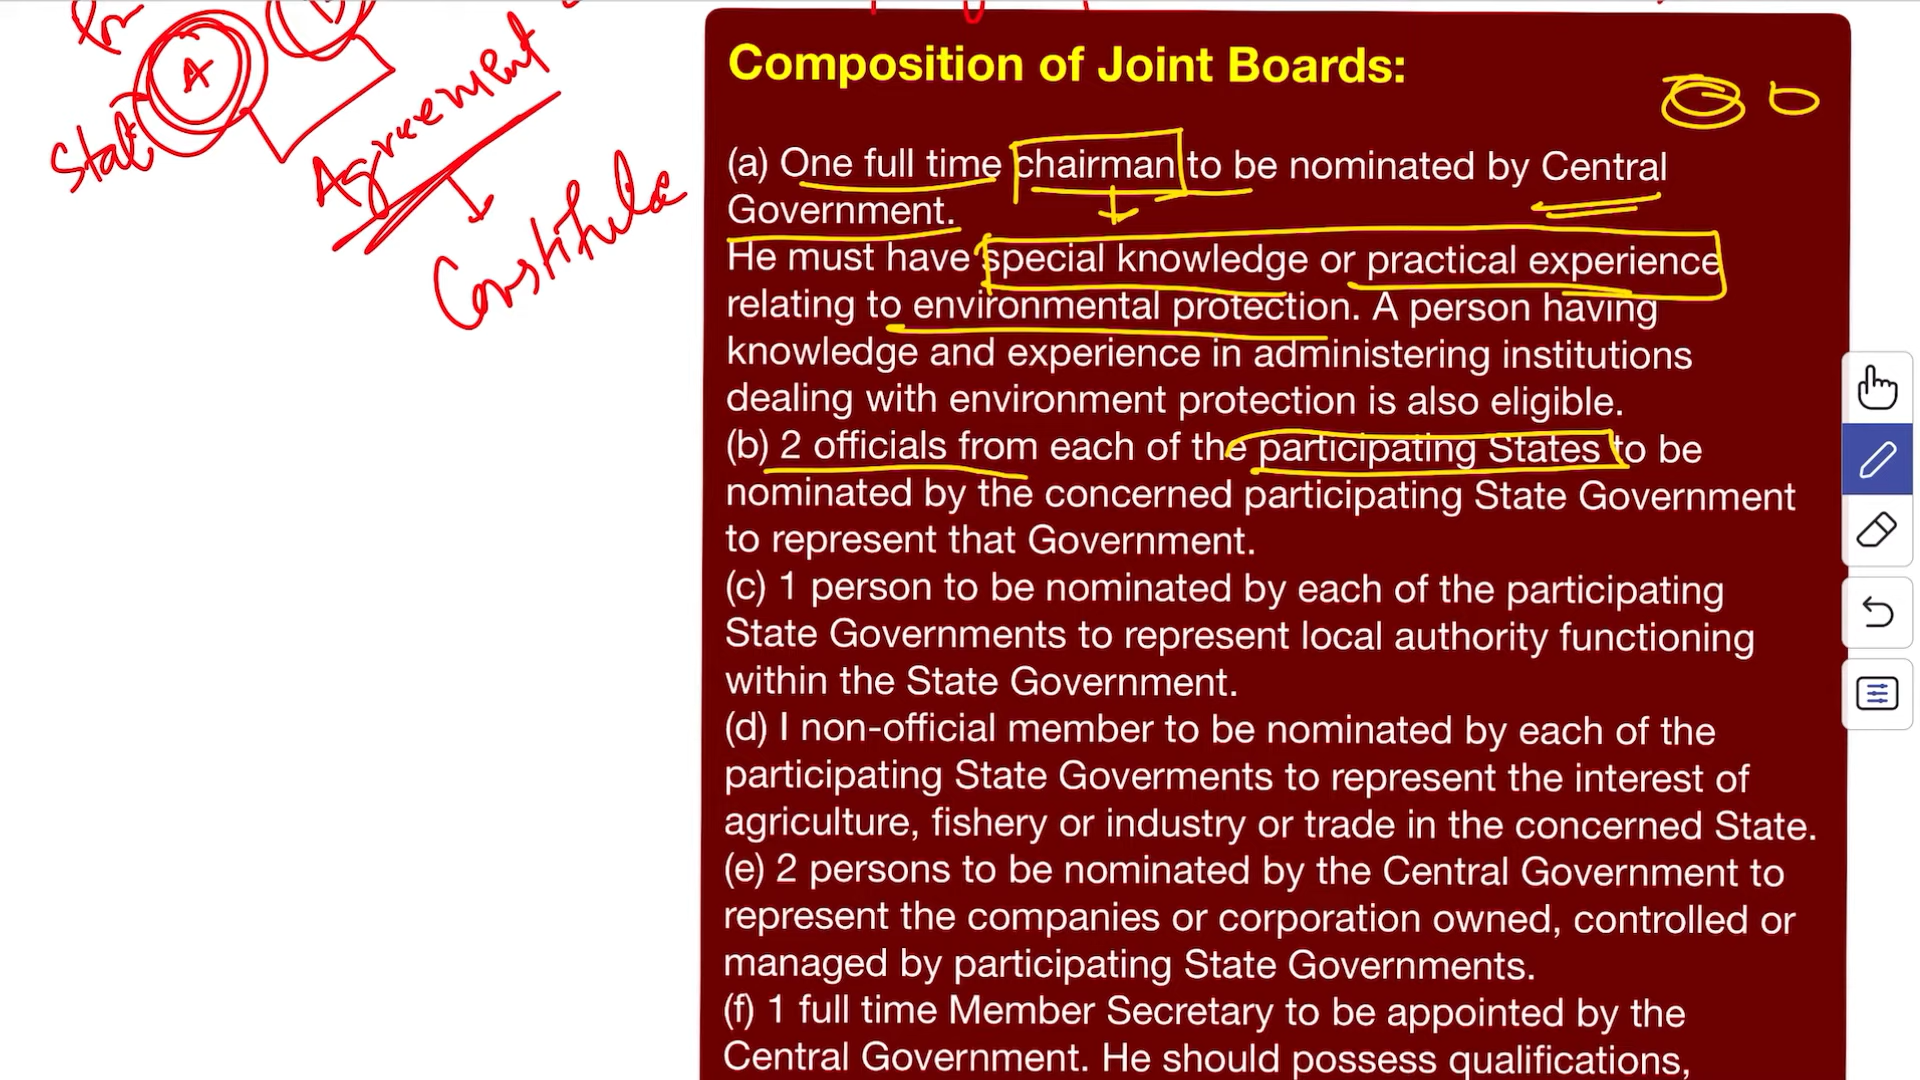 A
State
Agreement
Constitute
Composition of Joint Boards:
(a) One full time chairman to be nominated by Central
Government.
He must have special knowledge or practical experience
relating to environmental protection. A person having
knowledge and experience in administering institutions
dealing with environment protection is also eligible.
(b) 2 officials from each of the participating States to be
nominated by the concerned participating State Government
to represent that Government.
(c) 1 person to be nominated by each of the participating
State Governments to represent local authority functioning
within the State Government.
(d) I non-official member to be nominated by each of the
participating State Goverments to represent the interest of
agriculture, fishery or industry or trade in the concerned State.
(e) 2 persons to be nominated by the Central Government to
represent the companies or corporation owned, controlled or
managed by participating State Governments.
(f) 1 full time Member Secretary to be appointed by the
Central Government. He should possess qualifications,